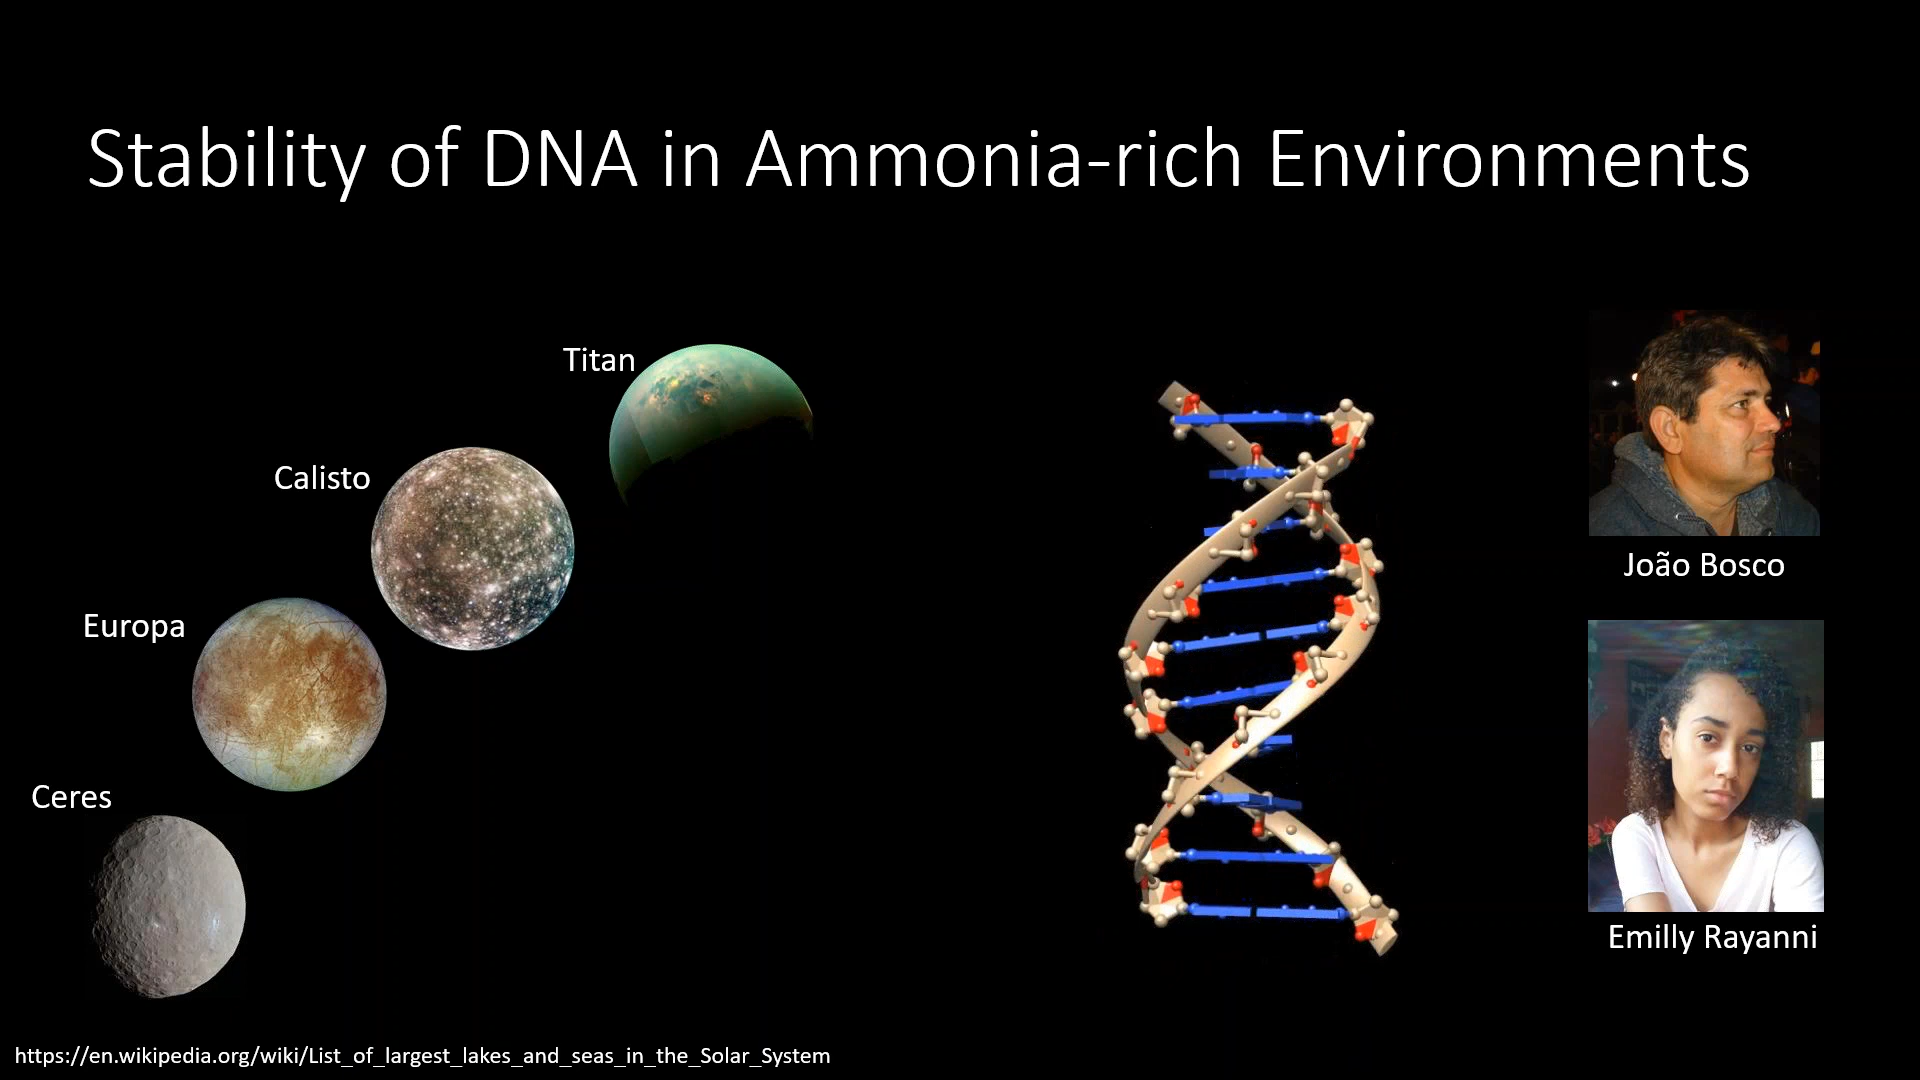 Stability of DNA in Ammonia-rich Environments
Titan
Calisto
Europa
Ceres
João Bosco
Emilly Rayanni
https://en.wikipedia.org/wiki/List_of_largest_lakes_and_seas_in_the_Solar_System